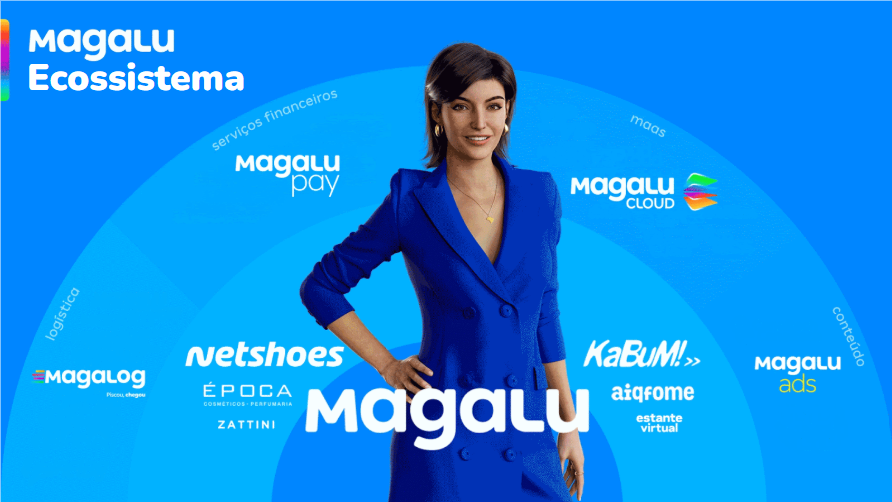 MagaLu
Ecossistema
serviços financeiros
maas
MagaLu
pay
MagaLu
CLOUD
logística
conteúdo
MagaLog
Piscou, chegou
netshoes
ÉPOCA
COSMÉTICOS • PERFUMARIA
ZATTINI
KaBuM!
aiqfome
estante
virtual
MagaLu
ads
MagaLu